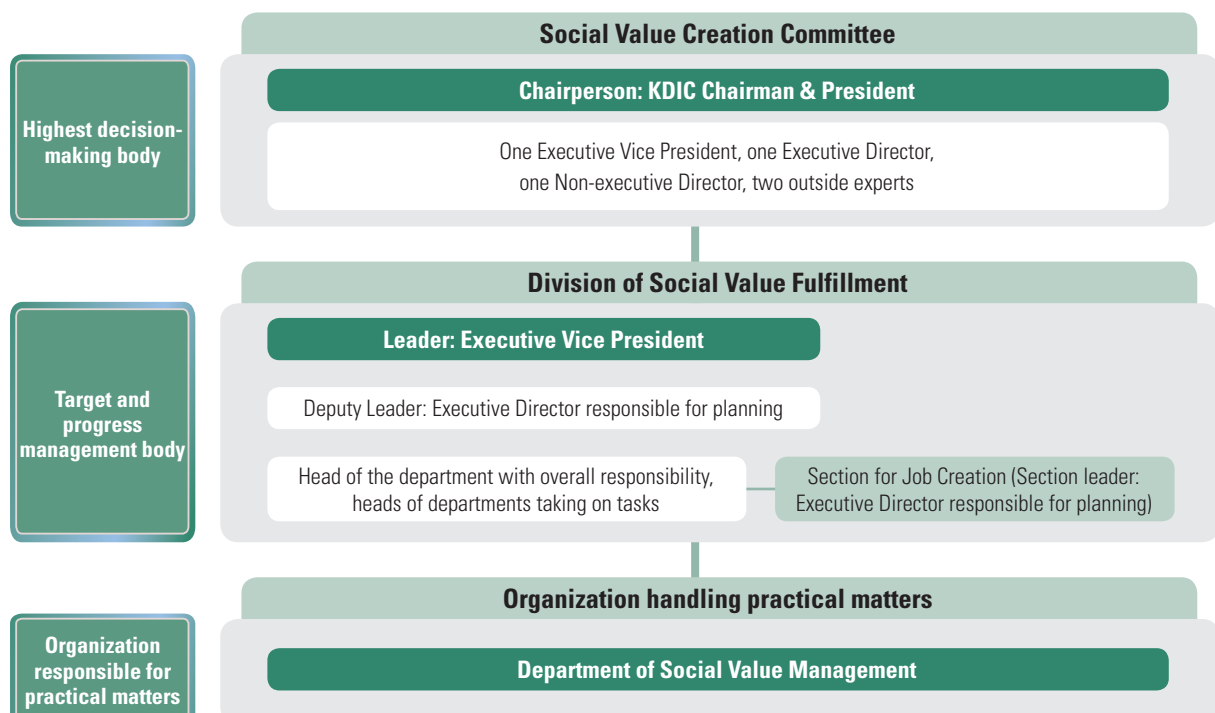 Social Value Creation Committee
Highest decision-
making body
Chairperson: KDIC Chairman & President
One Executive Vice President, one Executive Director,
one Non-executive Director, two outside experts
Division of Social Value Fulfillment
Target and
progress
management body
Leader: Executive Vice President
Deputy Leader: Executive Director responsible for planning
Head of the department with overall responsibility,
heads of departments taking on tasks
Section for Job Creation (Section leader:
Executive Director responsible for planning)
Organization handling practical matters
Organization
responsible for
practical matters
Department of Social Value Management